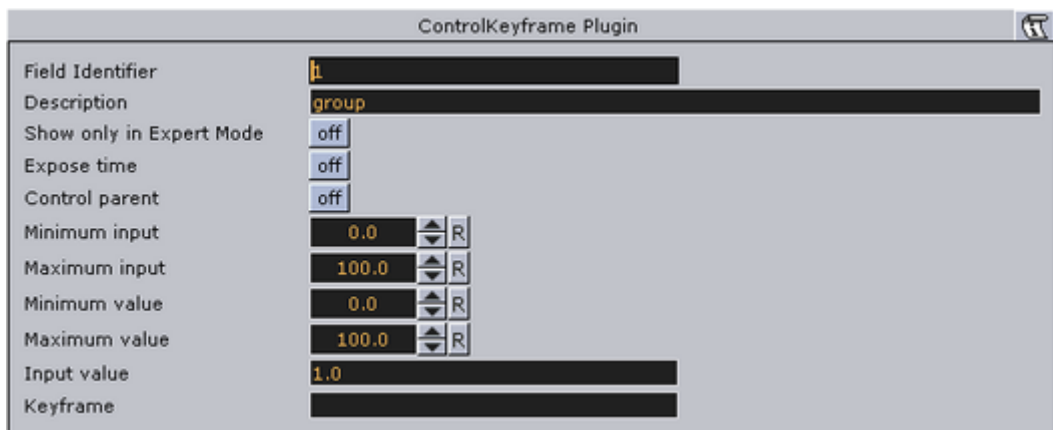 ControlKeyframe Plugin
Field Identifier 1
Description group
Show only in Expert Mode off
Expose time off
Control parent off
Minimum input 0.0 R
Maximum input 100.0 R
Minimum value 0.0 R
Maximum value 100.0 R
Input value 1.0
Keyframe